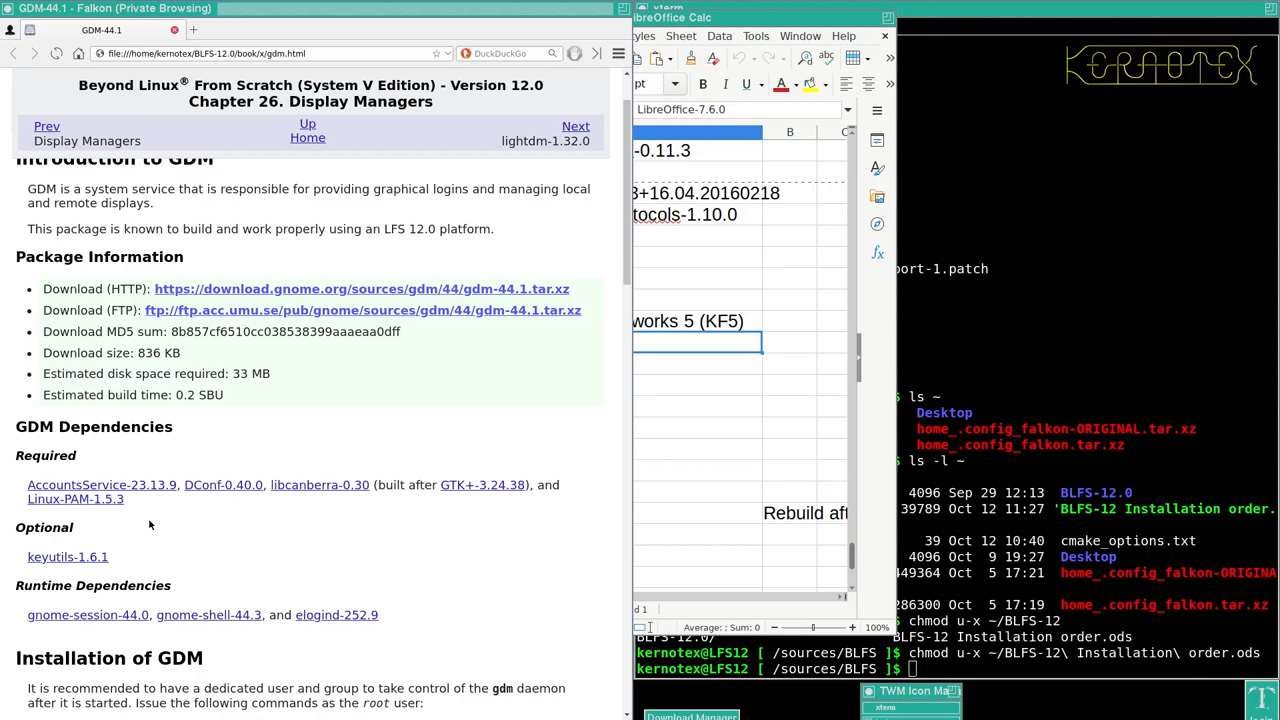 GDM-44.1 - Falkon (Private Browsing)
GDM-44.1
file:///home/kernotex/BLFS-12.0/book/x/gdm.html
DuckDuckGo
Beyond Linux® From Scratch (System V Edition) - Version 12.0
Chapter 26. Display Managers
Prev
Up
Next
Display Managers
Home
lightdm-1.32.0
Introduction to GDM
GDM is a system service that is responsible for providing graphical logins and managing local
and remote displays.
This package is known to build and work properly using an LFS 12.0 platform.
Package Information
Download (HTTP): https://download.gnome.org/sources/gdm/44/gdm-44.1.tar.xz
Download (FTP): ftp://ftp.acc.umu.se/pub/gnome/sources/gdm/44/gdm-44.1.tar.xz
Download MD5 sum: 8b857cf6510cc038538399aaaeaa0dff
Download size: 836 KB
Estimated disk space required: 33 MB
Estimated build time: 0.2 SBU
GDM Dependencies
Required
AccountsService-23.13.9, DConf-0.40.0, libcanberra-0.30 (built after GTK+-3.24.38), and
Linux-PAM-1.5.3
Optional
keyutils-1.6.1
Runtime Dependencies
gnome-session-44.0, gnome-shell-44.3, and elogind-252.9
Installation of GDM
It is recommended to have a dedicated user and group to take control of the gdm daemon
after it is started. Issue the following commands as the root user:
ibreOffice Calc
yles Sheet Data Tools Window Help
pt
B I U A
LibreOffice-7.6.0
B C
-0.11.3
3+16.04.20160218
tocols-1.10.0
works 5 (KF5)
Rebuild aft
d 1
Average: ; Sum: 0
100%
xterm
KERNOTEX
port-1.patch
$ ls ~
Desktop
home_.config_falkon-ORIGINAL.tar.xz
home_.config_falkon.tar.xz
$ ls -l ~
4096 Sep 29 12:13 BLFS-12.0
39789 Oct 12 11:27 'BLFS-12 Installation order.
39 Oct 12 10:40 cmake_options.txt
4096 Oct 9 19:27 Desktop
449364 Oct 5 17:21 home_.config_falkon-ORIGINA
286300 Oct 5 17:19 home_.config_falkon.tar.xz
$ chmod u-x ~/BLFS-12
BLFS-12.0/ BLFS-12 Installation order.ods
kernotex@LFS12 [ /sources/BLFS ]$ chmod u-x ~/BLFS-12\ Installation\ order.ods
kernotex@LFS12 [ /sources/BLFS ]$
TWM Icon Ma
xterm
Download Manager